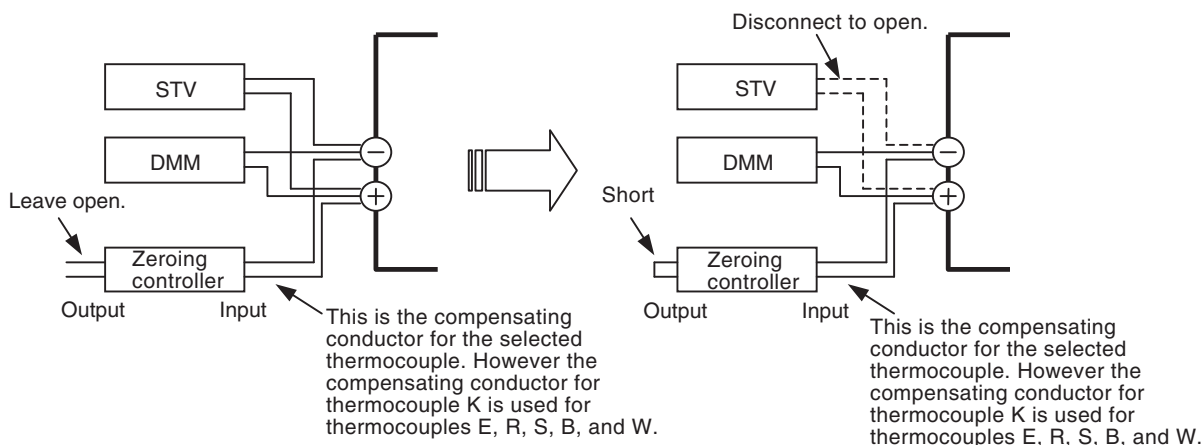 STV
DMM
−
+
Leave open.
Zeroing
controller
Output
Input
This is the compensating
conductor for the selected
thermocouple. However the
compensating conductor for
thermocouple K is used for
thermocouples E, R, S, B, and W.
Disconnect to open.
STV
DMM
−
+
Short
Zeroing
controller
Output
Input
This is the compensating
conductor for the selected
thermocouple. However the
compensating conductor for
thermocouple K is used for
thermocouples E, R, S, B, and W.